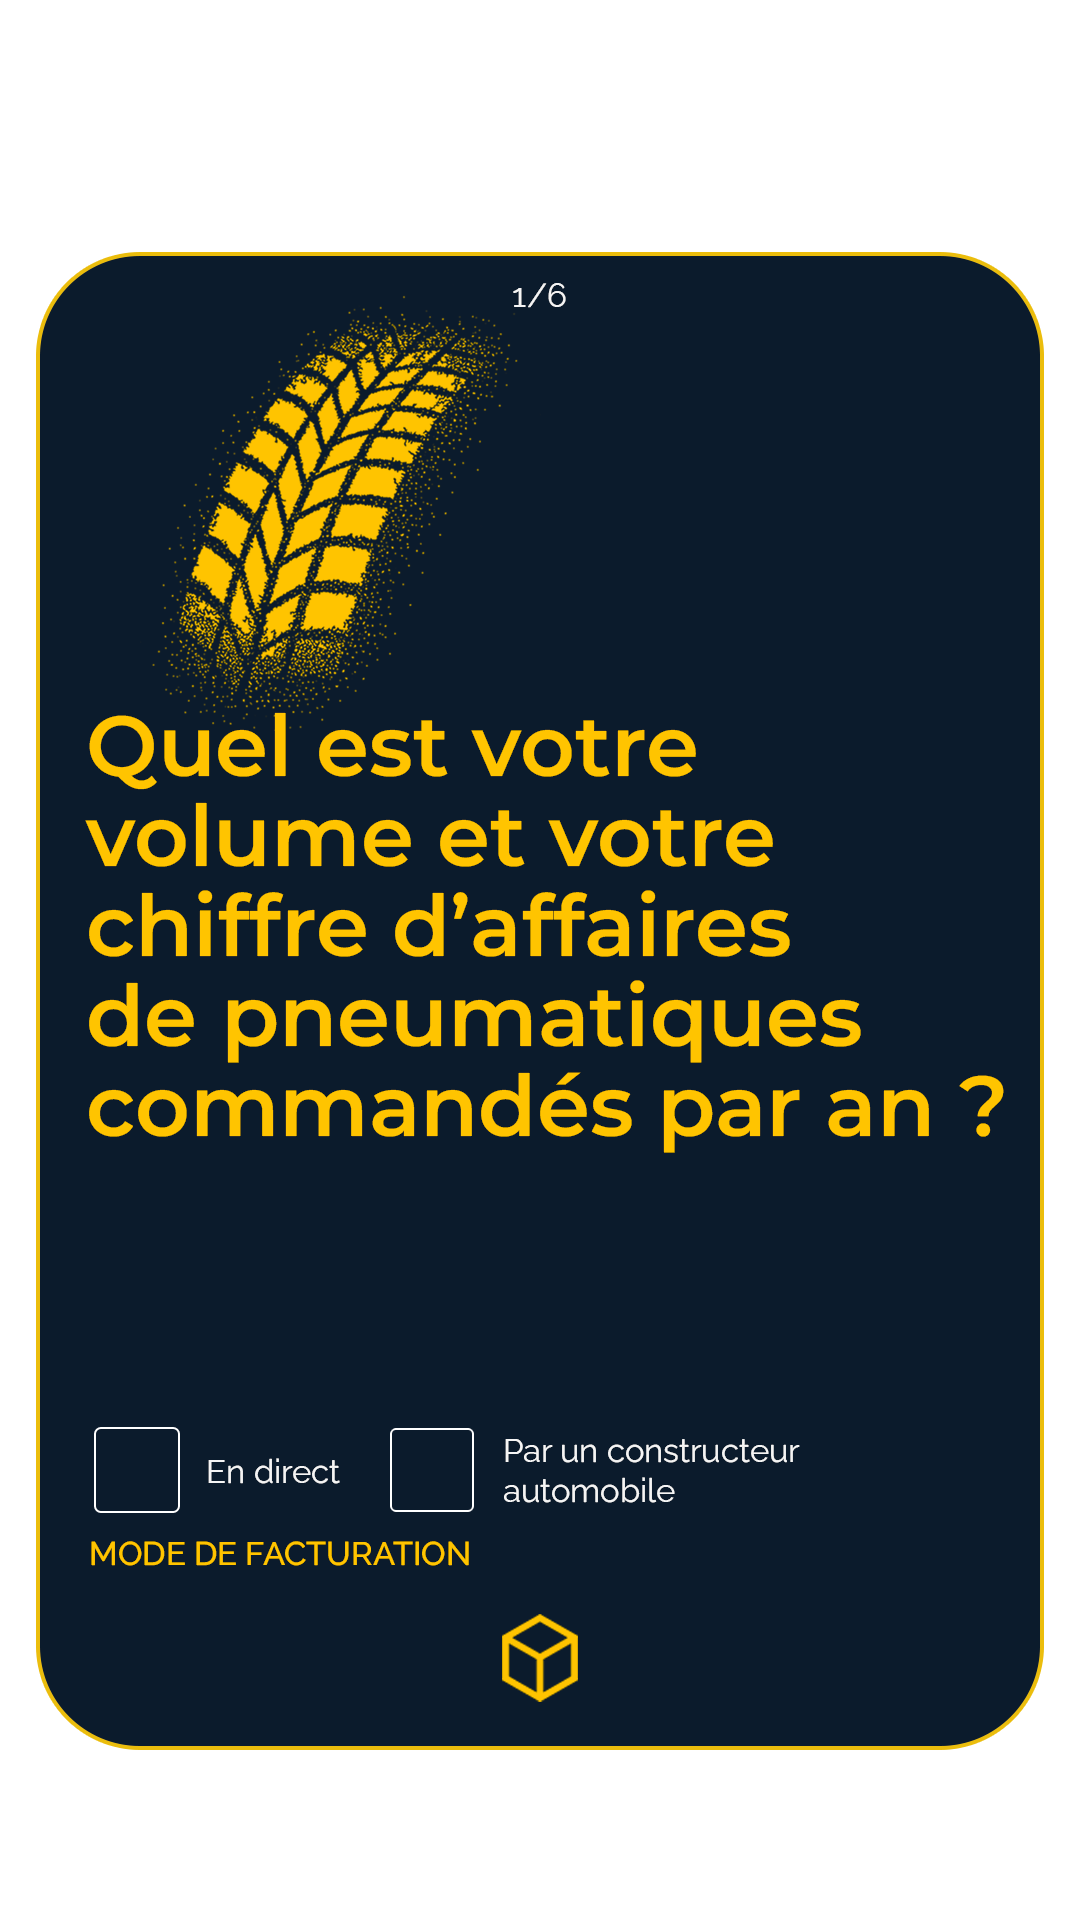 1/6
Quel est votre
volume et votre
chiffre d’affaires
de pneumatiques
commandés par an ?
En direct
Par un constructeur
automobile
MODE DE FACTURATION